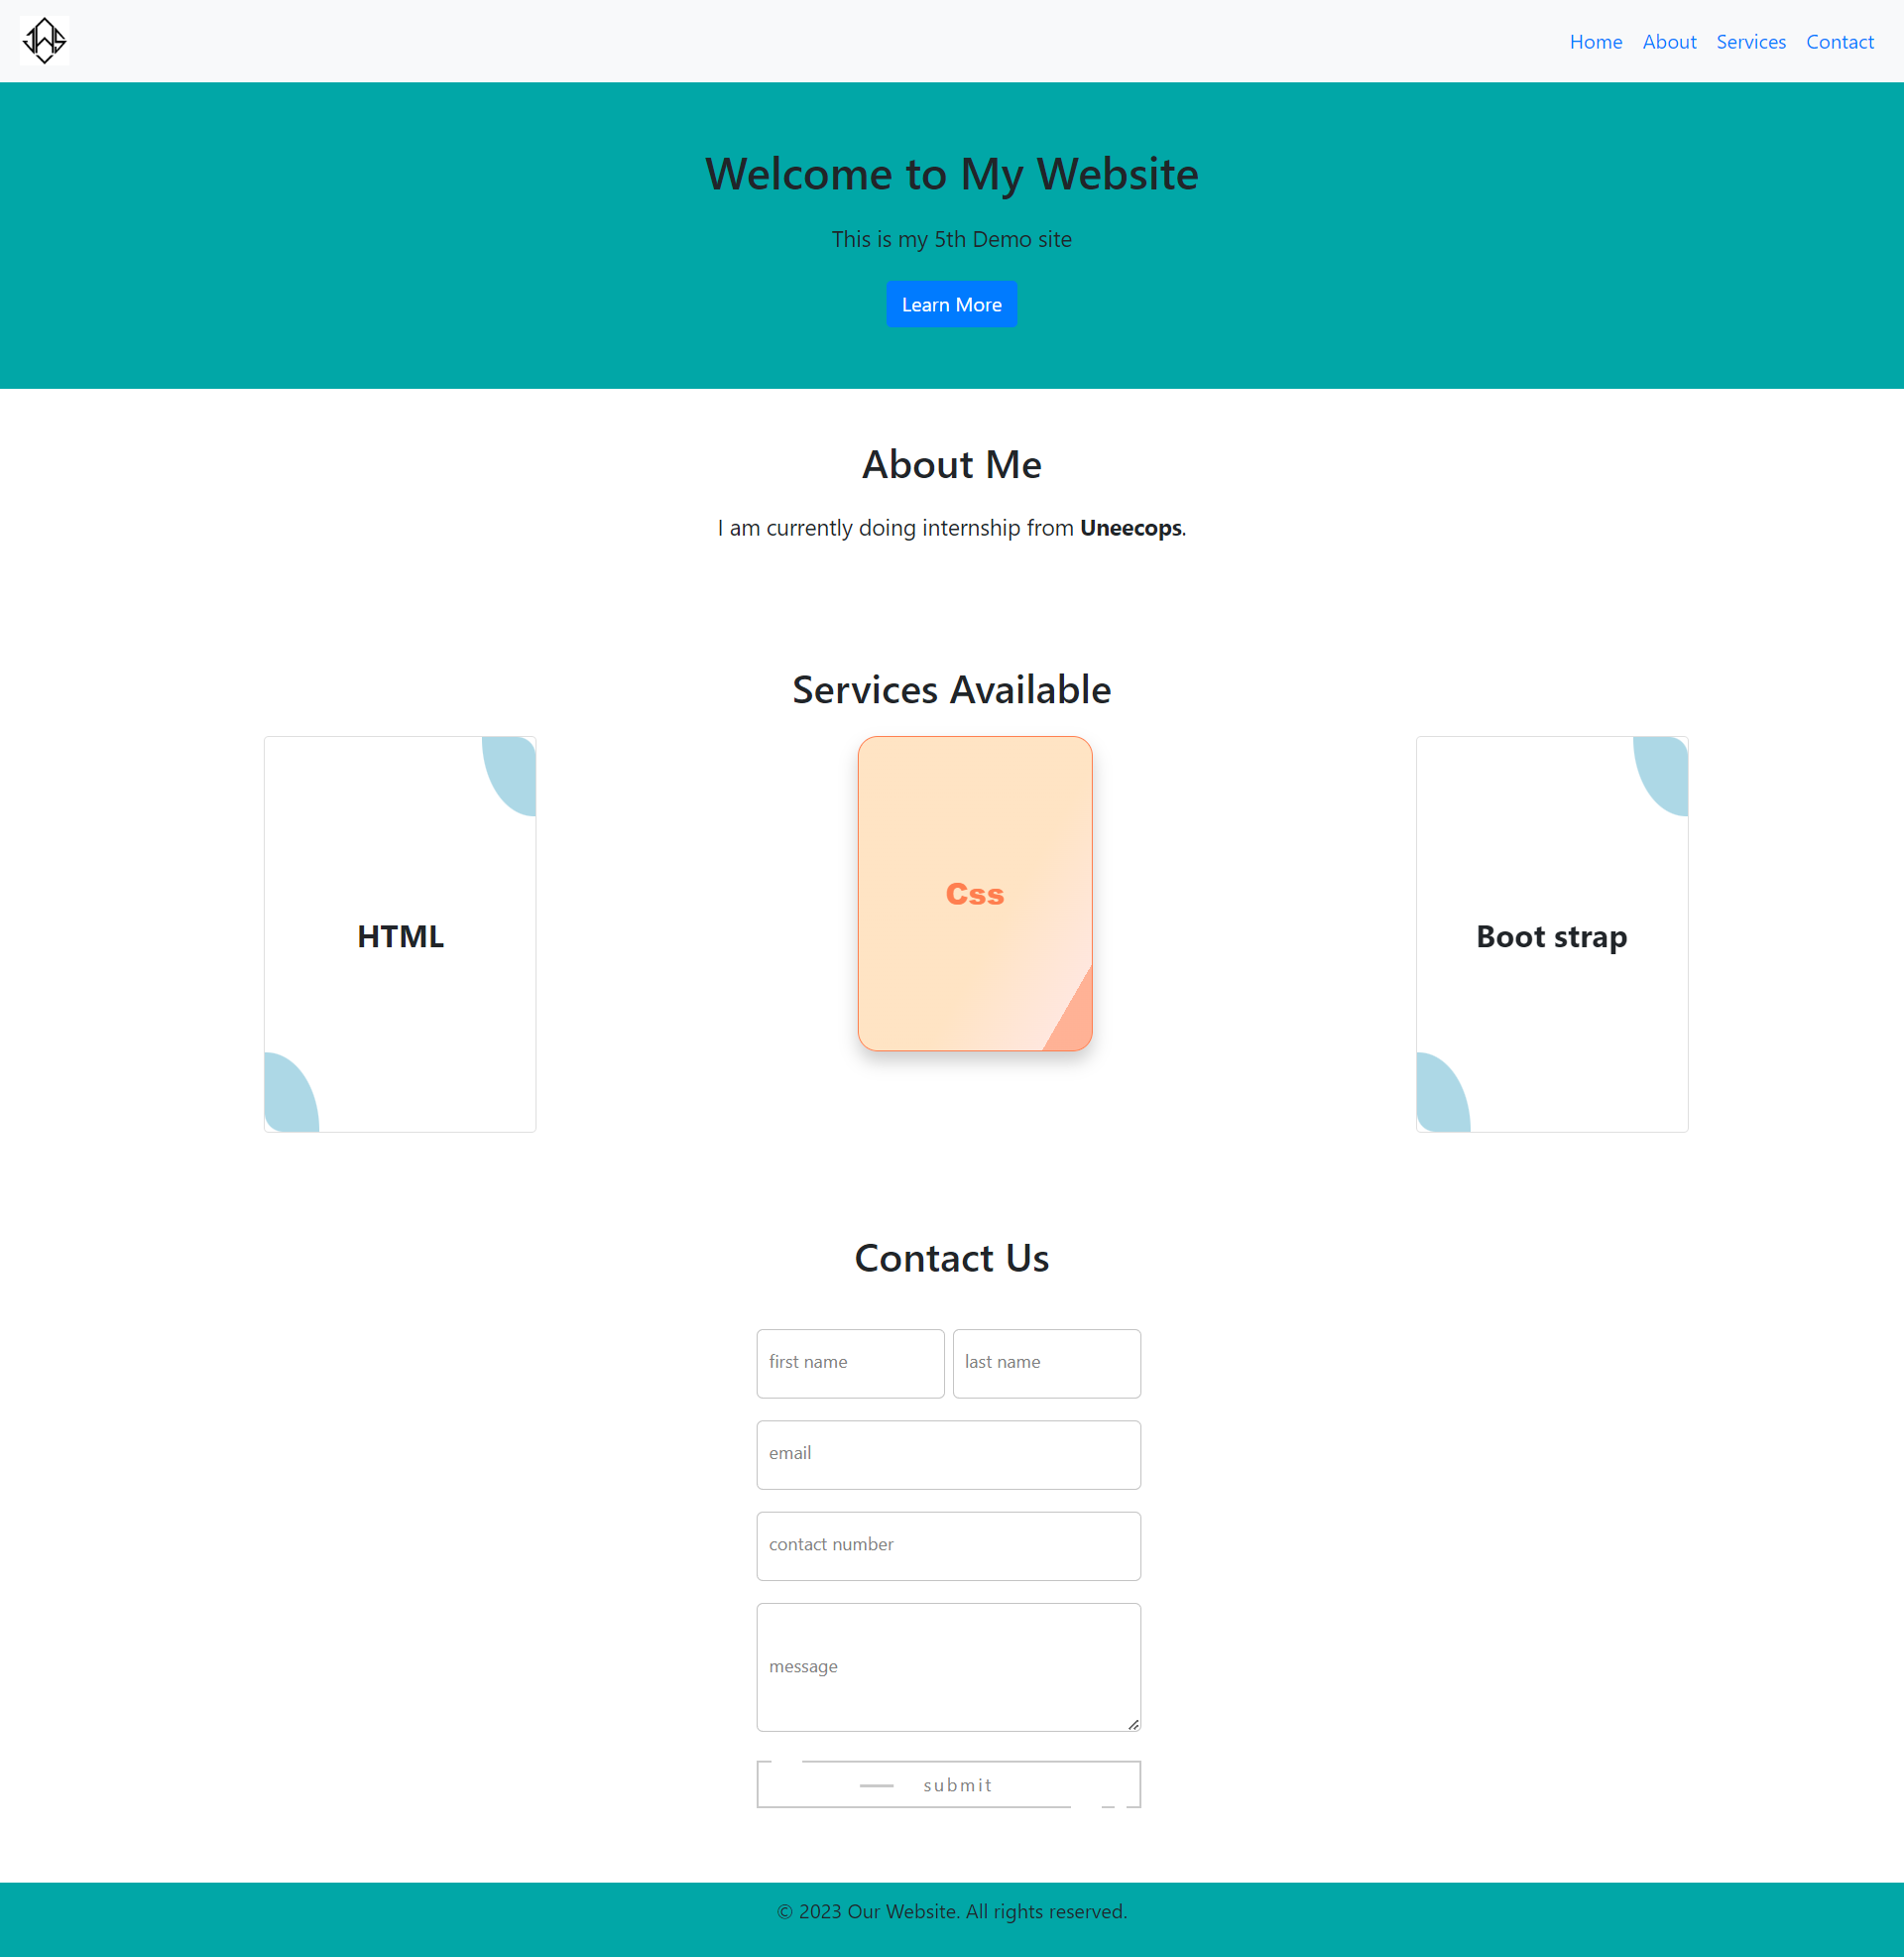 JWS
Home About Services Contact
Welcome to My Website
This is my 5th Demo site
Learn More
About Me
I am currently doing internship from Uneecops.
Services Available
HTML
Css
Boot strap
Contact Us
first name last name
email
contact number
message
submit
© 2023 Our Website. All rights reserved.